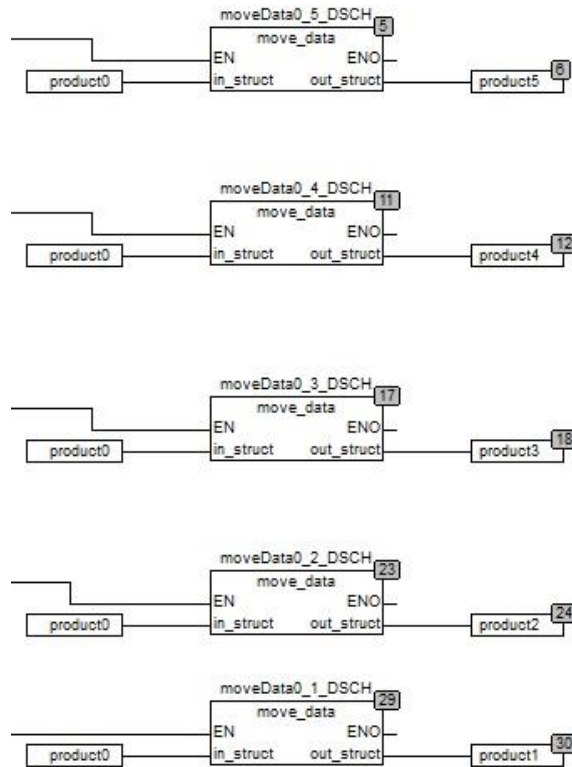 moveData0_5_DSCH
5
move_data
EN ENO
6
product0 in_struct out_struct product5
moveData0_4_DSCH
11
move_data
EN ENO
12
product0 in_struct out_struct product4
moveData0_3_DSCH
17
move_data
EN ENO
18
product0 in_struct out_struct product3
moveData0_2_DSCH
23
move_data
EN ENO
24
product0 in_struct out_struct product2
moveData0_1_DSCH
29
move_data
EN ENO
30
product0 in_struct out_struct product1